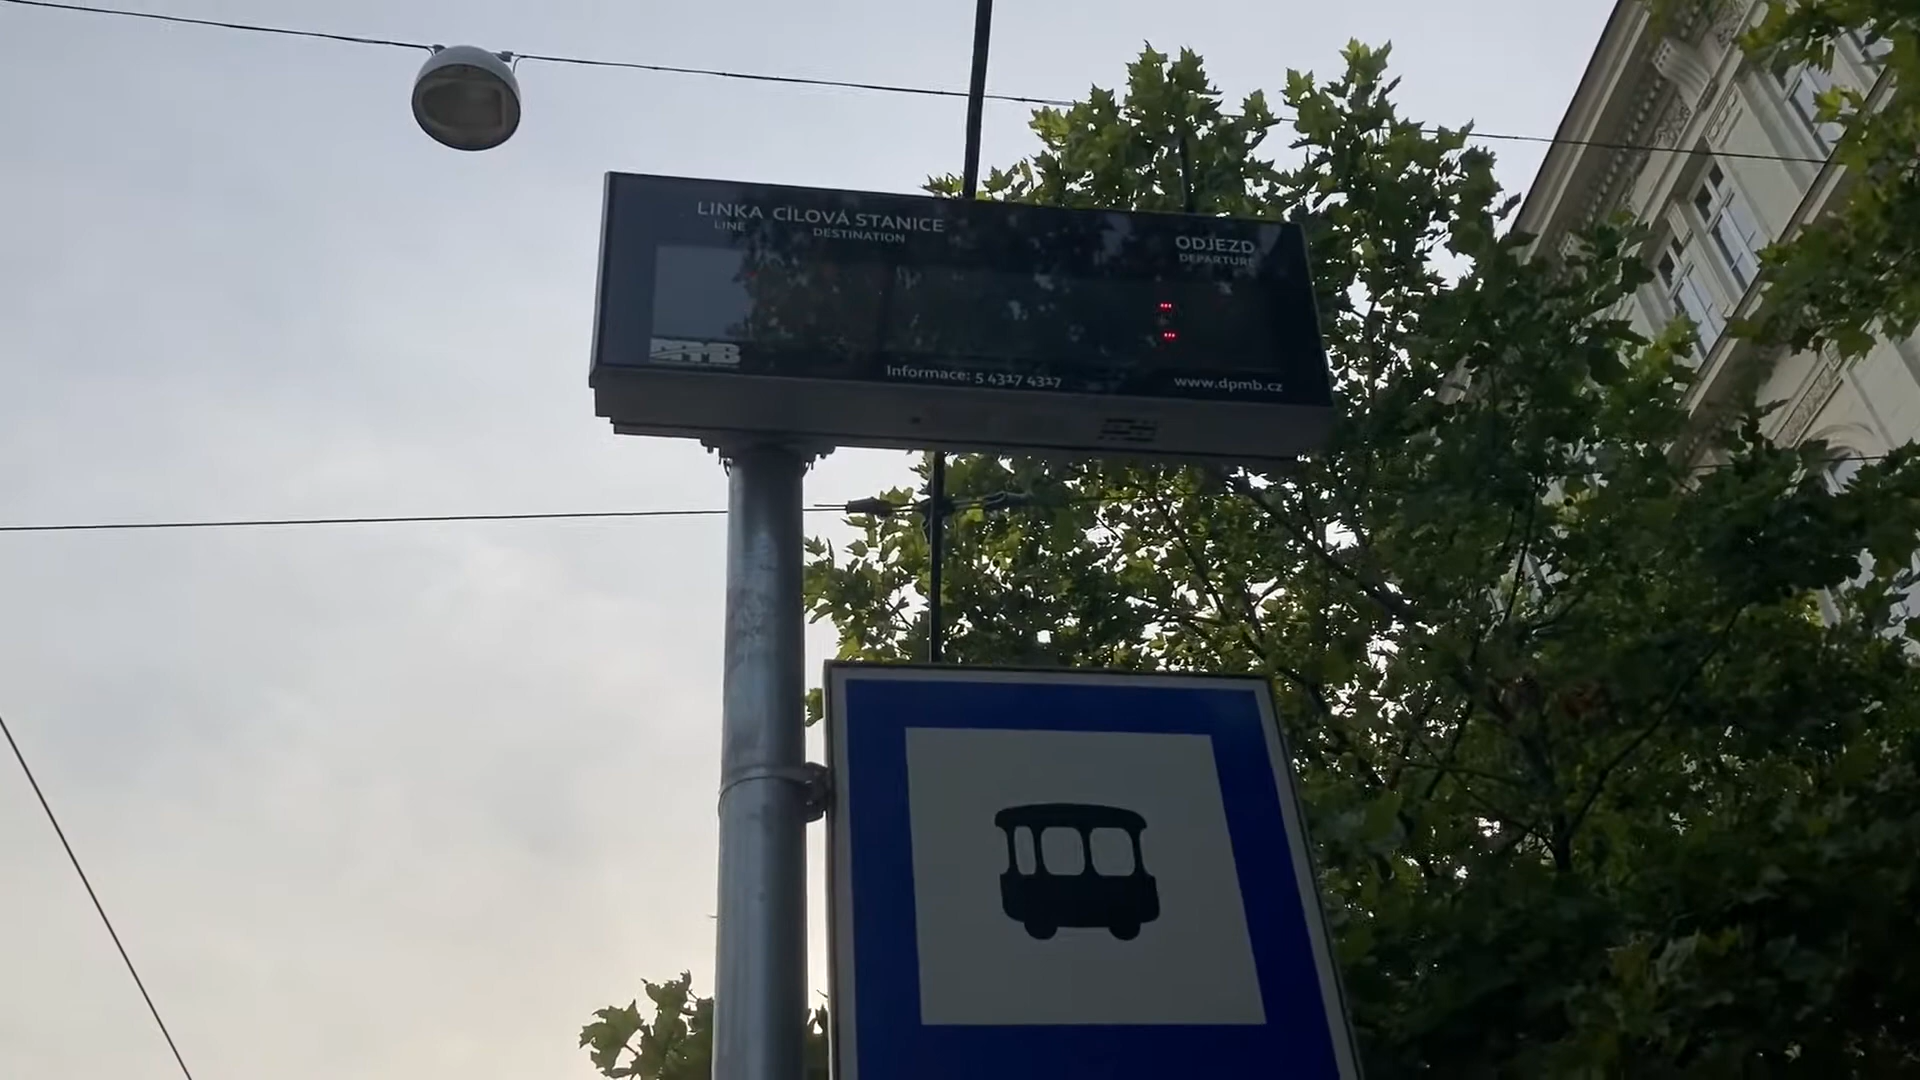 LINKA CÍLOVÁ STANICE ODJEZD
LINE DESTINATION DEPARTURE
Informace: 5 4317 4317 www.dpmb.cz